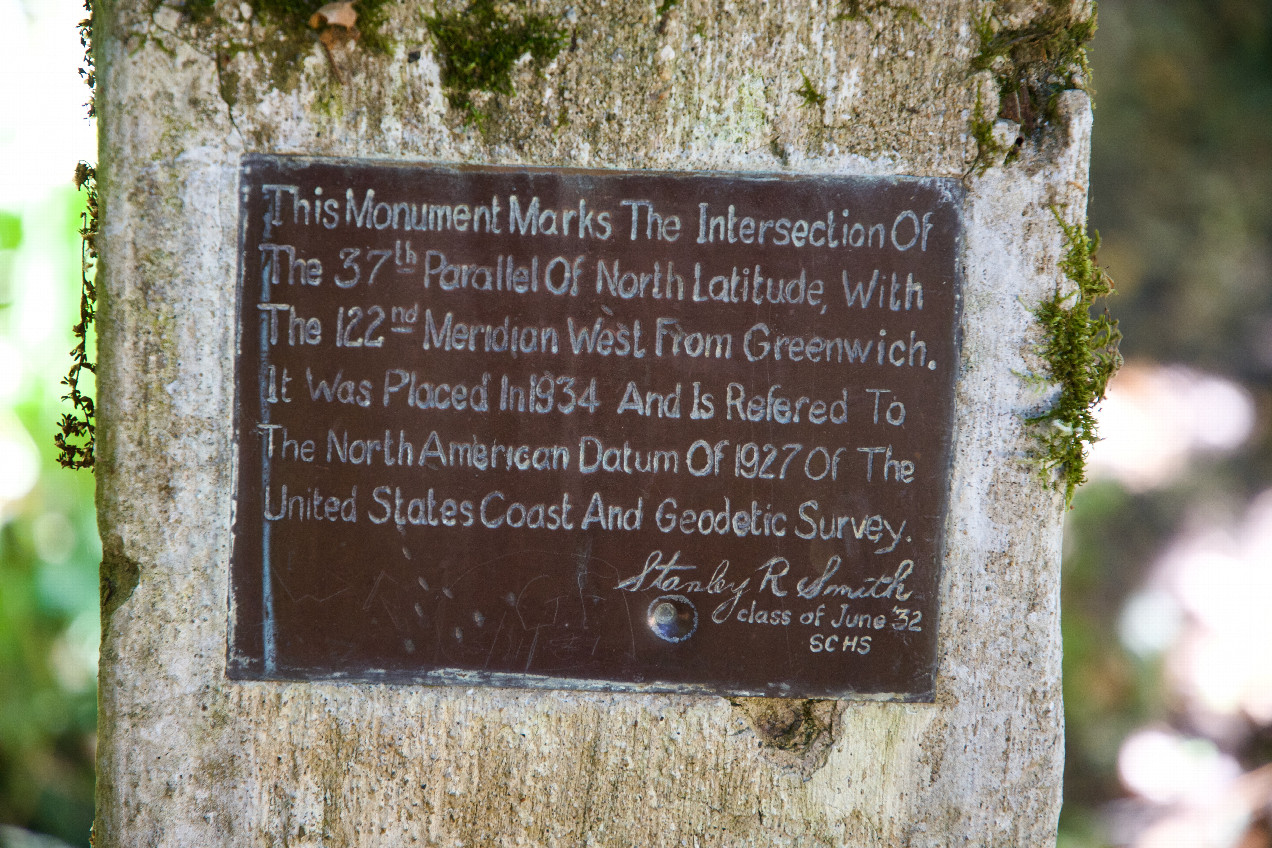 This Monument Marks The Intersection Of
The 37th Parallel Of North Latitude, With
The 122nd Meridian West From Greenwich.
It Was Placed In 1934 And Is Refered To
The North American Datum Of 1927 Of The
United States Coast And Geodetic Survey.
Stanley R Smith
class of June '32
SCHS